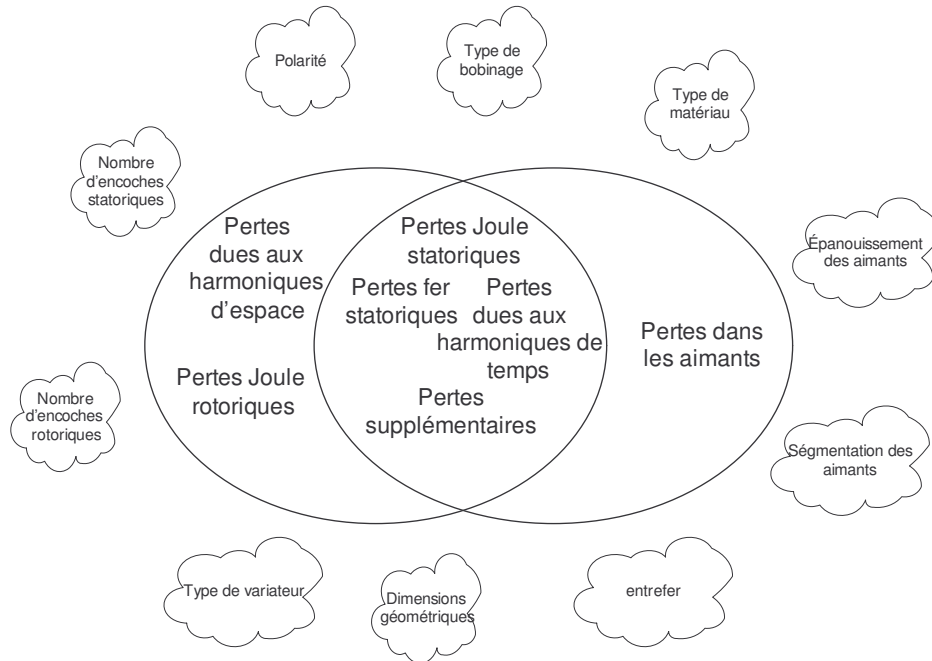 Polarité
Type de
bobinage
Type de
matériau
Nombre
d'encoches
statoriques
Pertes
dues aux
harmoniques
d'espace
Pertes Joule
statoriques
Pertes fer
statoriques
Pertes
dues aux
harmoniques de
temps
Épanouissement
des aimants
Pertes dans
les aimants
Pertes Joule
rotoriques
Pertes
supplémentaires
Nombre
d'encoches
rotoriques
Ségmentation des
aimants
Type de variateur
Dimensions
géométriques
entrefer